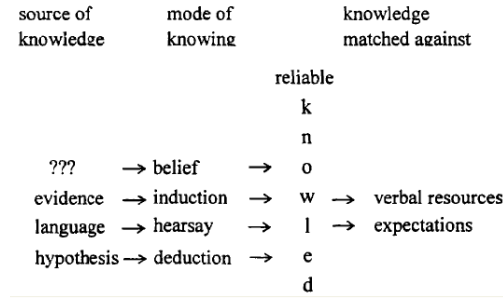 source of mode of knowledge
knowledge knowing matched against
reliable
k
n
??? → belief → o
evidence → induction → w → verbal resources
language → hearsay → l → expectations
hypothesis → deduction → e
d